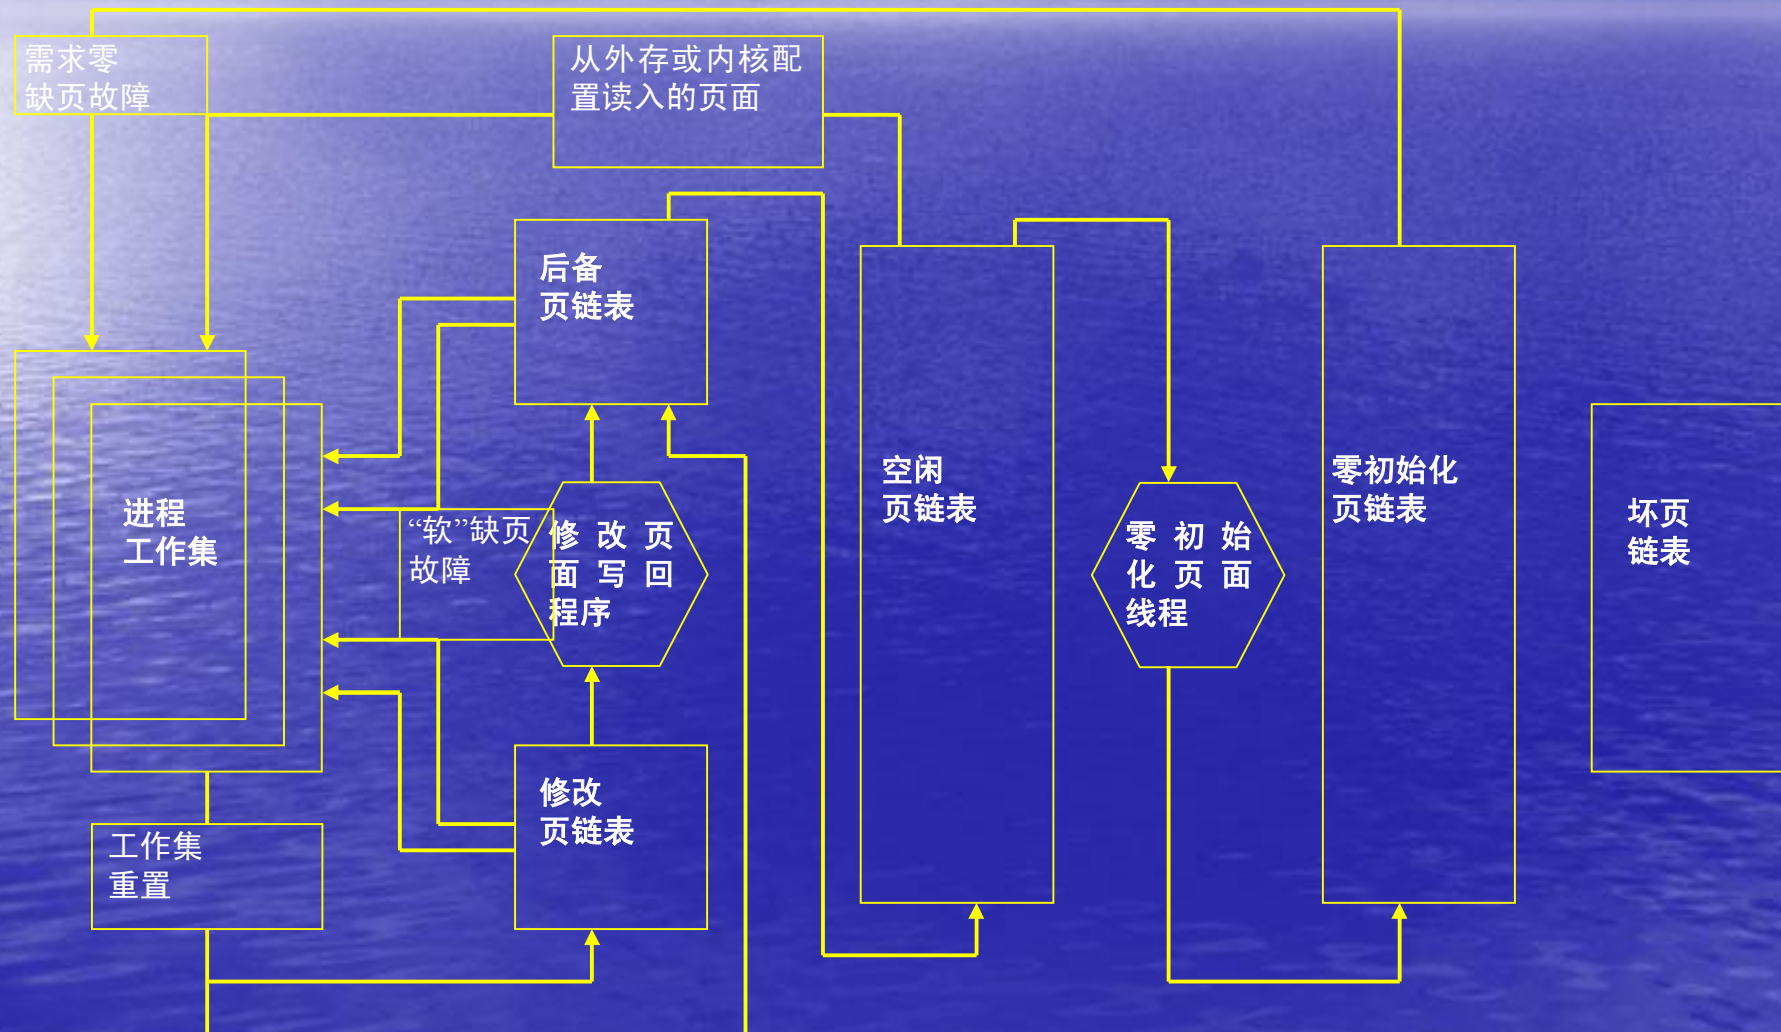 需求零
缺页故障
从外存或内核配
置读入的页面
后备
页链表
进程
工作集
“软”缺页
故障
修改页
面写回
程序
空闲
页链表
零初始
化页面
线程
零初始化
页链表
坏页
链表
修改
页链表
工作集
重置